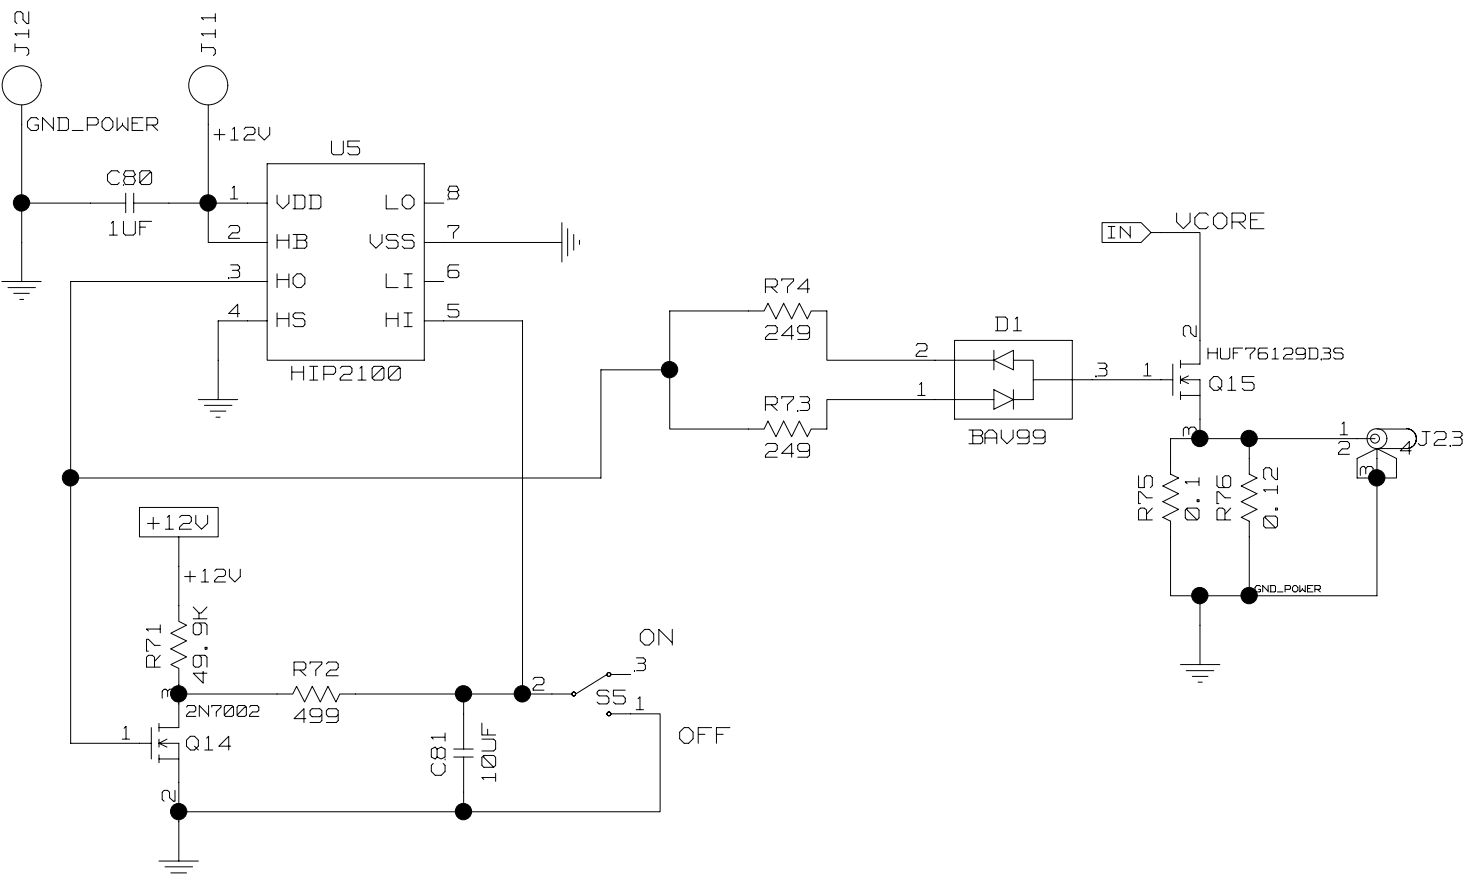 J12
J11
GND_POWER
+12V
U5
C80
1UF
1 VDD
2 HB
3 HO
4 HS
LO 8
VSS 7
LI 6
HI 5
HIP2100
R74
249
R73
249
D1
2
1
3
BAV99
IN
VCORE
2
HUF76129D3S
1
Q15
3
1
2
3
4
J23
R75
0.1
R76
0.12
GND_POWER
+12V
+12V
R71
49.9K
3
2N7002
1
Q14
2
R72
499
C81
10UF
2
ON
3
S5
1
OFF